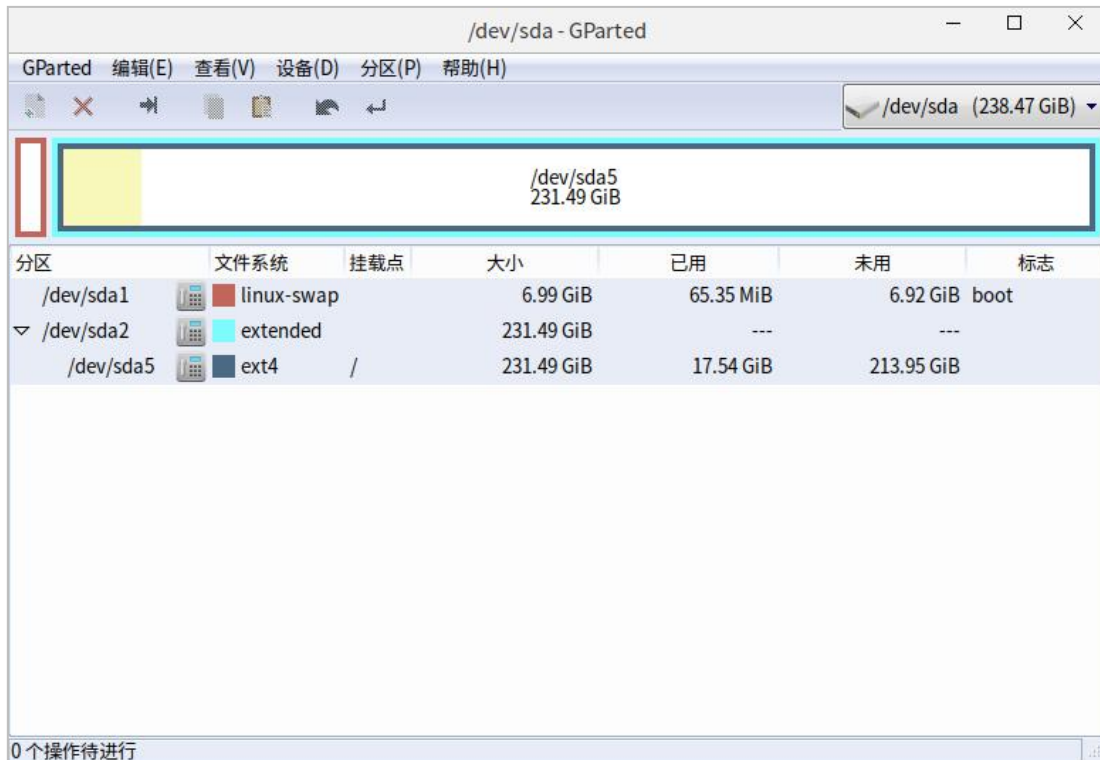 /dev/sda - GParted
GParted 编辑(E) 查看(V) 设备(D) 分区(P) 帮助(H)
/dev/sda (238.47 GiB)
/dev/sda5
231.49 GiB
分区 文件系统 挂载点 大小 已用 未用 标志
/dev/sda1 linux-swap 6.99 GiB 65.35 MiB 6.92 GiB boot
/dev/sda2 extended 231.49 GiB --- ---
/dev/sda5 ext4 / 231.49 GiB 17.54 GiB 213.95 GiB
0 个操作待进行